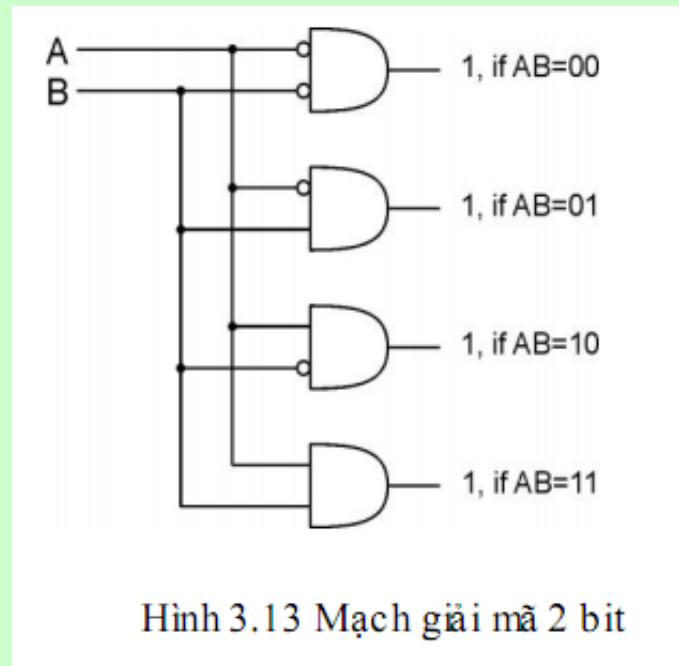 A
1, if AB=00
B
1, if AB=01
1, if AB=10
1, if AB=11
Hình 3.13 Mạch giải mã 2 bit